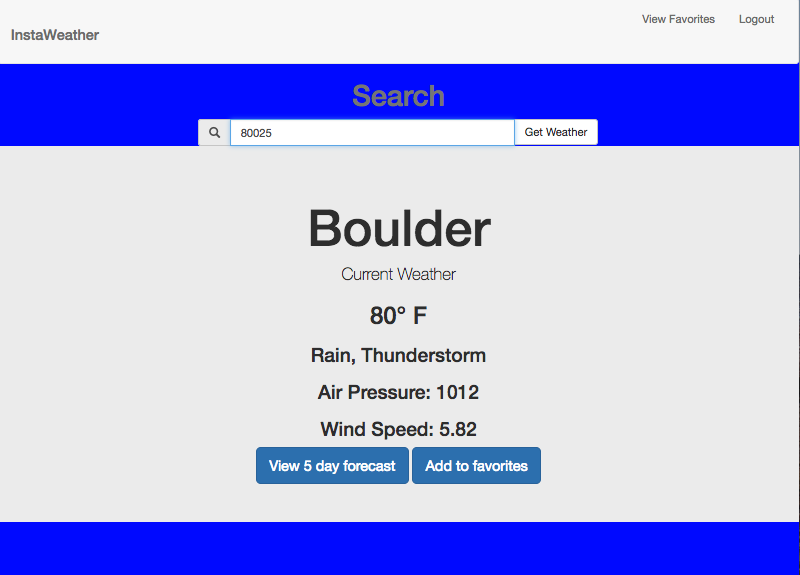 View Favorites Logout
InstaWeather
Search
80025 Get Weather
Boulder
Current Weather
80° F
Rain, Thunderstorm
Air Pressure: 1012
Wind Speed: 5.82
View 5 day forecast Add to favorites